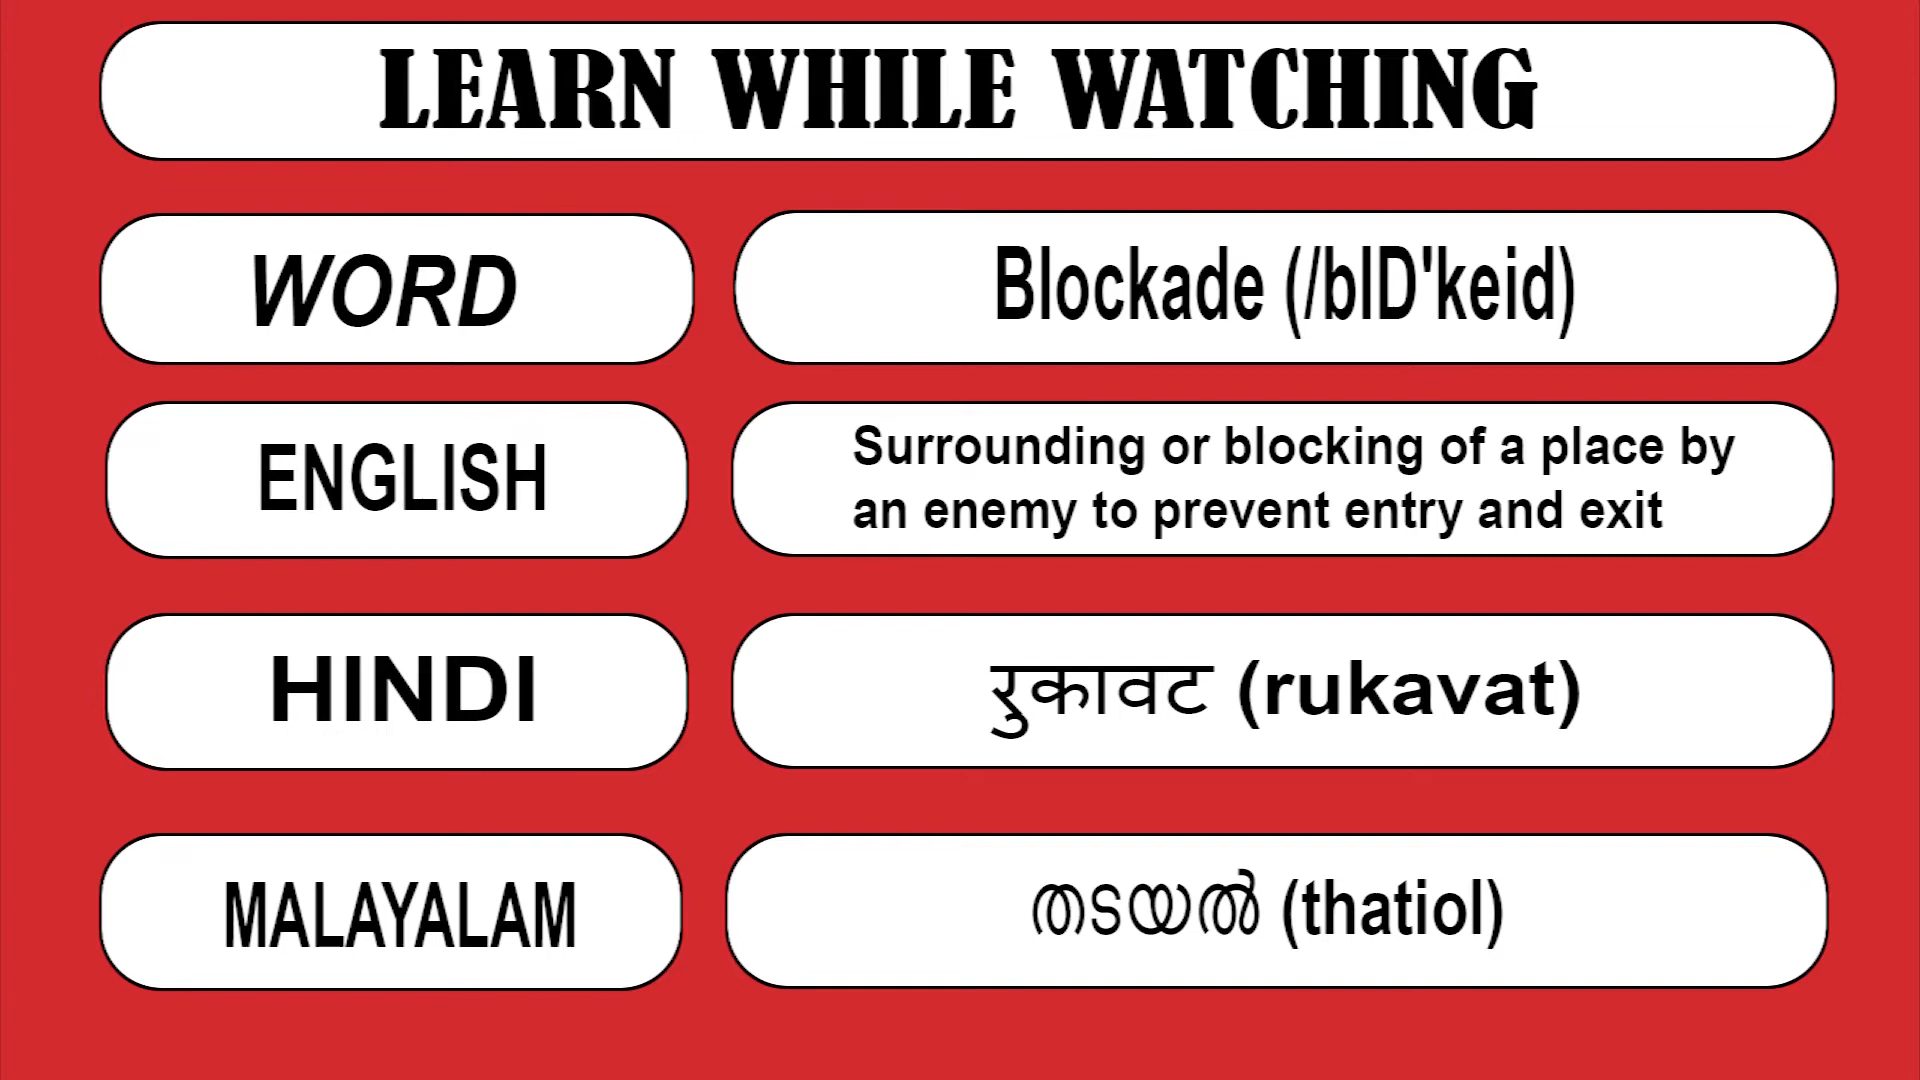 LEARN WHILE WATCHING
WORD
Blockade (/blD'keid)
ENGLISH
Surrounding or blocking of a place by
an enemy to prevent entry and exit
HINDI
रुकावट (rukavat)
MALAYALAM
തടയൽ (thatiol)